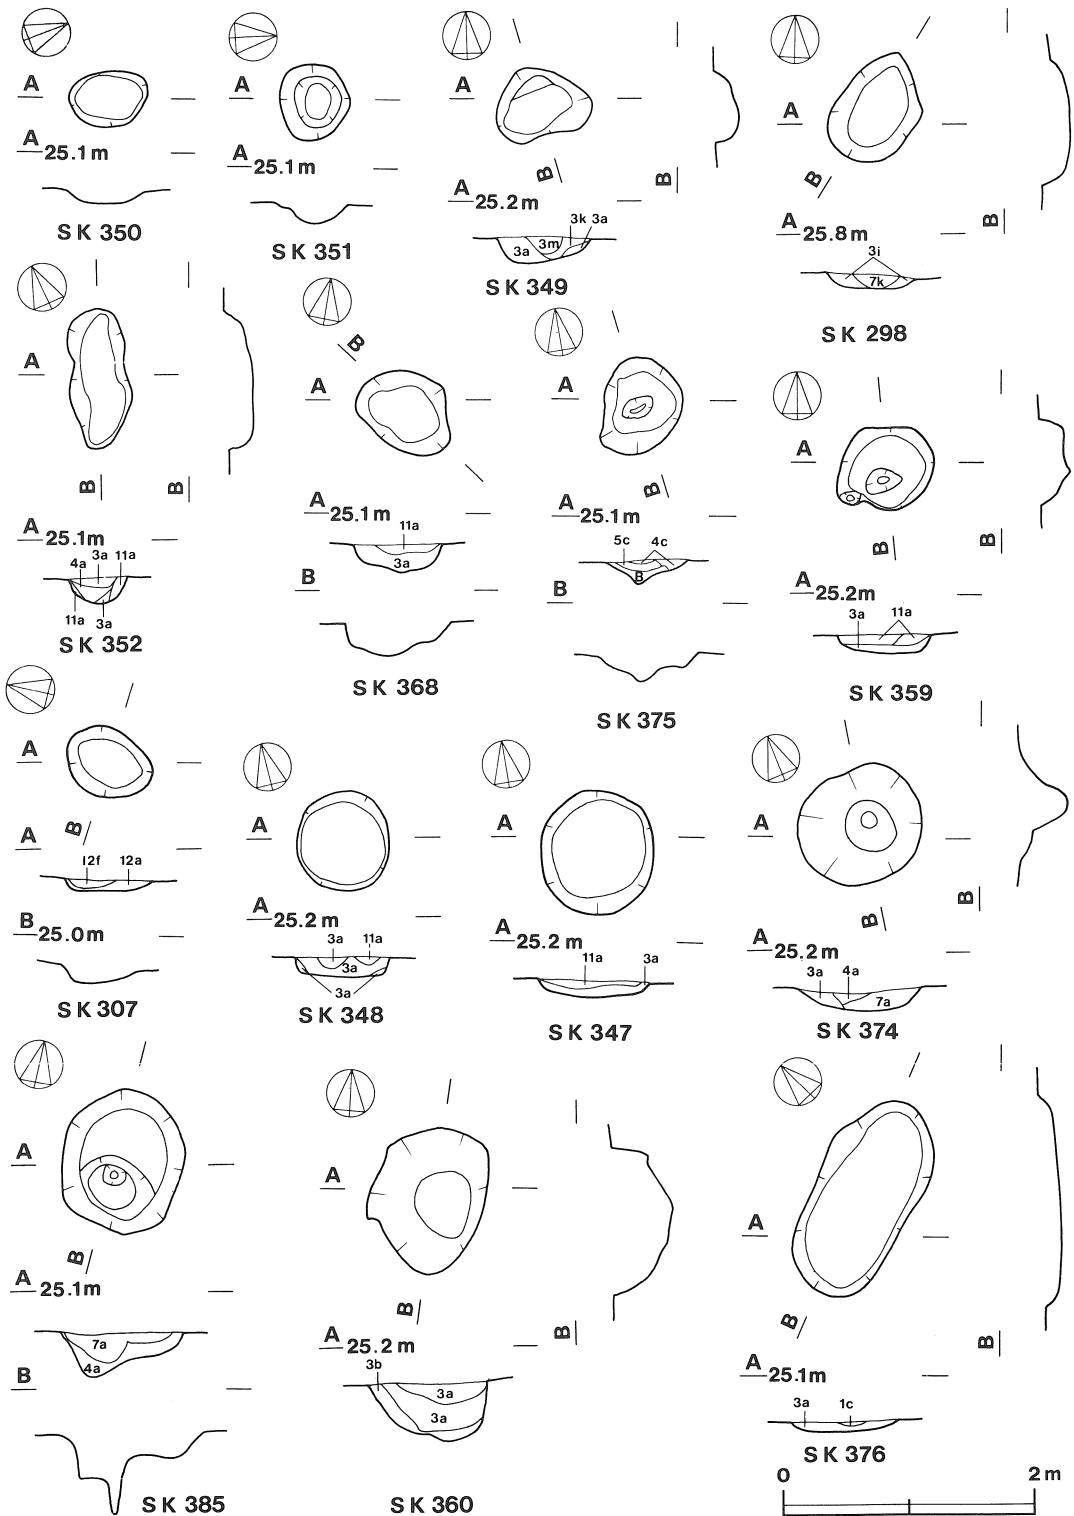 A
A 25.1m
SK 350
A
A 25.1m
SK 351
A
B
B
A 25.2m
3k 3a
3a 3m
SK 349
A
B
B
A 25.8m
3i
7k
SK 298
A
B
B
A 25.1m
4a 3a 11a
11a 3a
SK 352
B
A
A 25.1m
11a
3a
B
SK 368
A
B
A 25.1m
5c 4c
B
B
SK 375
A
B
B
A 25.2m
3a 11a
SK 359
A
B
A
12f 12a
B 25.0m
SK 307
A
A 25.2m
3a 11a
3a
3a
SK 348
A
A 25.2m
11a 3a
SK 347
A
B
B
A 25.2m
3a 4a
7a
SK 374
A
B
A 25.1m
7a
4a
B
SK 385
A
B
B
A 25.2m
3b
3a
3a
SK 360
A
B
B
A 25.1m
3a 1c
SK 376
0 2m